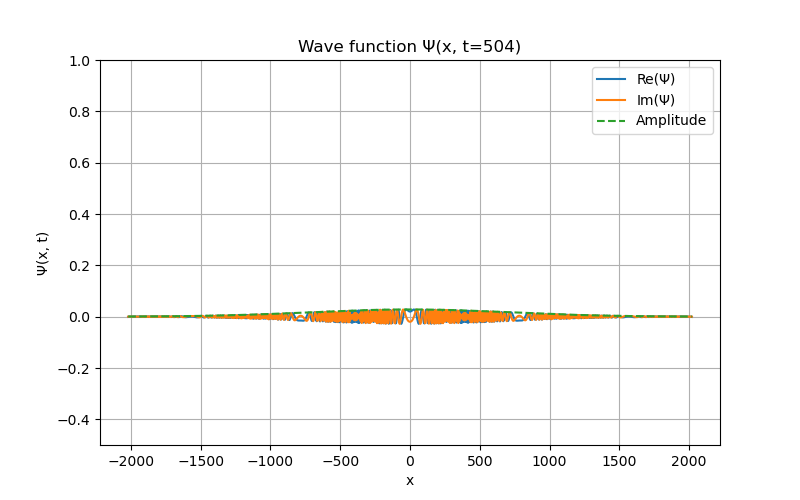 Wave function Ψ(x, t=504)
1.0
0.8
0.6
0.4
0.2
0.0
−0.2
−0.4
Ψ(x, t)
Re(Ψ)
Im(Ψ)
Amplitude
−2000 −1500 −1000 −500 0 500 1000 1500 2000
x